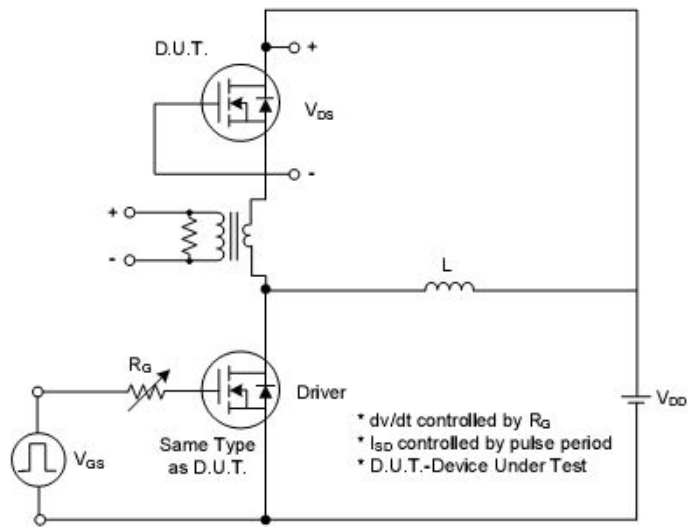 D.U.T.
+
VDS
-
+
-
L
RG
Driver
VDD
Same Type
as D.U.T.
VGS
* dv/dt controlled by RG
* ISD controlled by pulse period
* D.U.T.-Device Under Test